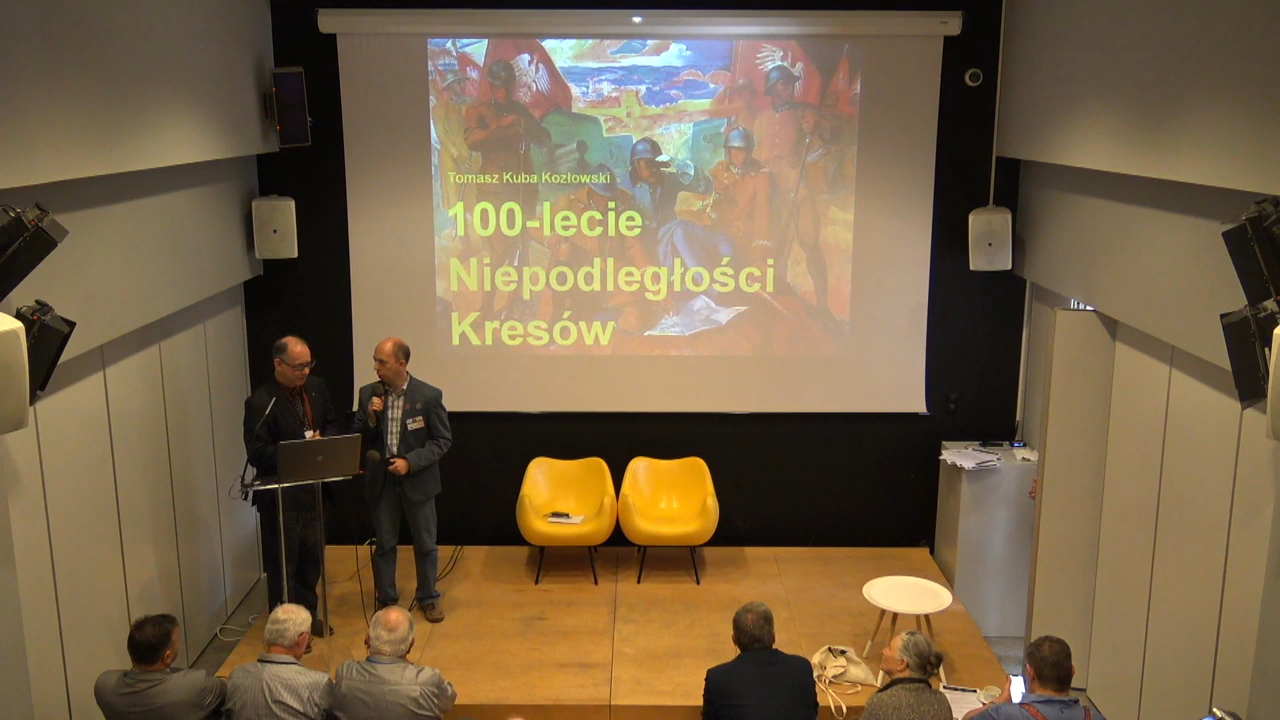 Tomasz Kuba Kozłowski
100-lecie
Niepodległości
Kresów